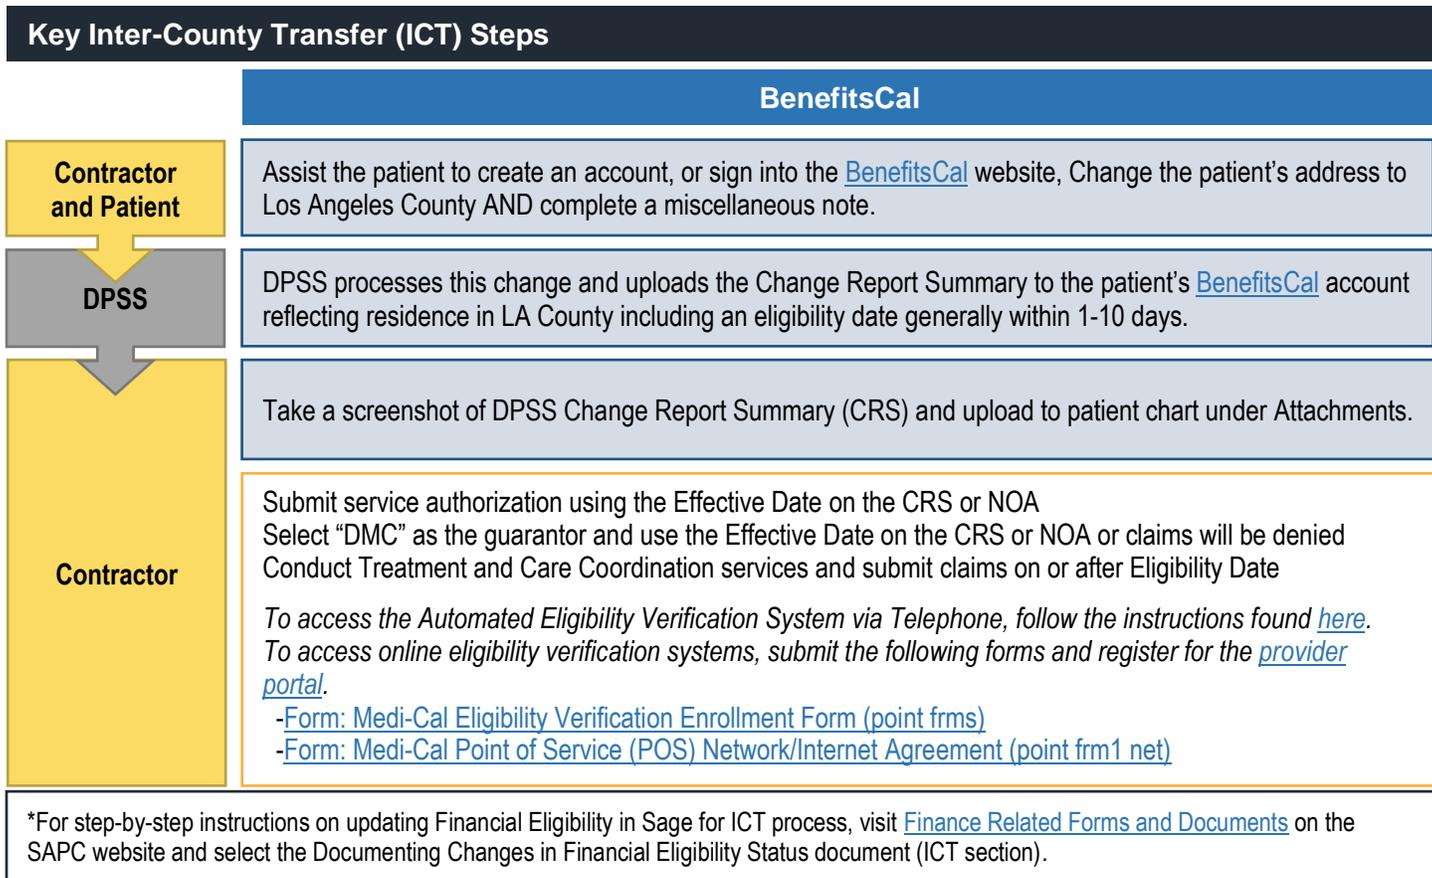 Key Inter-County Transfer (ICT) Steps
BenefitsCal
Contractor
and Patient
Assist the patient to create an account, or sign into the BenefitsCal website, Change the patient’s address to
Los Angeles County AND complete a miscellaneous note.
DPSS
DPSS processes this change and uploads the Change Report Summary to the patient’s BenefitsCal account
reflecting residence in LA County including an eligibility date generally within 1-10 days.
Take a screenshot of DPSS Change Report Summary (CRS) and upload to patient chart under Attachments.
Contractor
Submit service authorization using the Effective Date on the CRS or NOA
Select “DMC” as the guarantor and use the Effective Date on the CRS or NOA or claims will be denied
Conduct Treatment and Care Coordination services and submit claims on or after Eligibility Date
To access the Automated Eligibility Verification System via Telephone, follow the instructions found here.
To access online eligibility verification systems, submit the following forms and register for the provider
portal.
-Form: Medi-Cal Eligibility Verification Enrollment Form (point frms)
-Form: Medi-Cal Point of Service (POS) Network/Internet Agreement (point frm1 net)
*For step-by-step instructions on updating Financial Eligibility in Sage for ICT process, visit Finance Related Forms and Documents on the
SAPC website and select the Documenting Changes in Financial Eligibility Status document (ICT section).